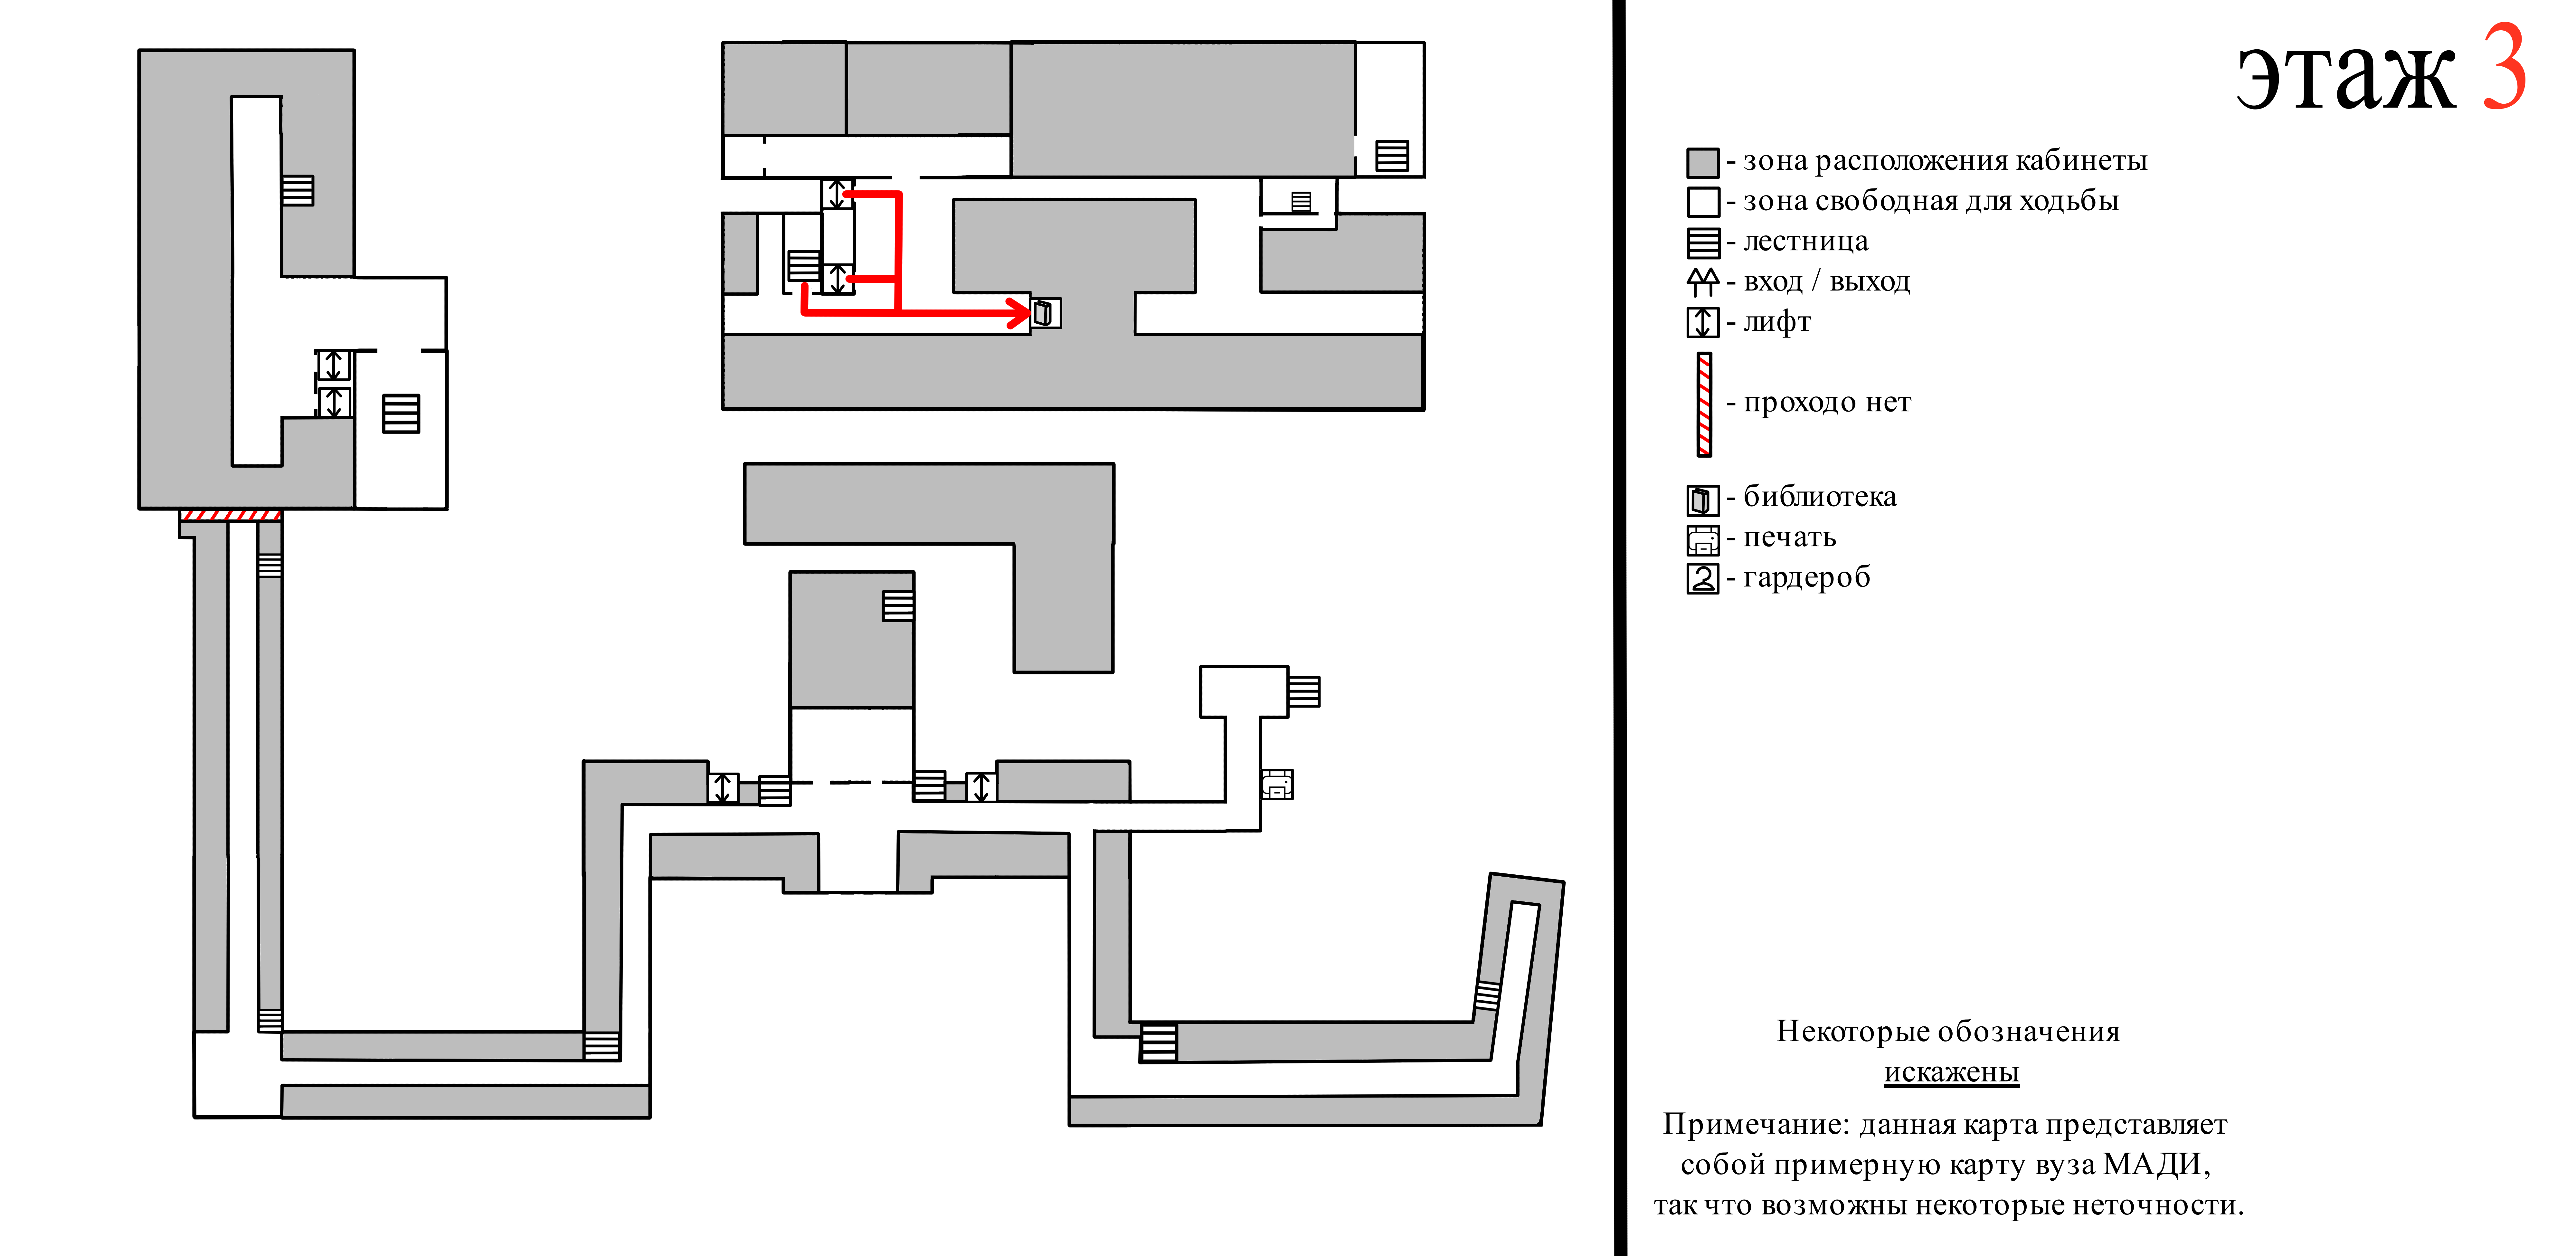 этаж 3
- зона расположения кабинеты
- зона свободная для ходьбы
- лестница
- вход / выход
- лифт
- проходо нет
- библиотека
- печать
- гардероб
Некоторые обозначения
искажены
Примечание: данная карта представляет
собой примерную карту вуза МАДИ,
так что возможны некоторые неточности.